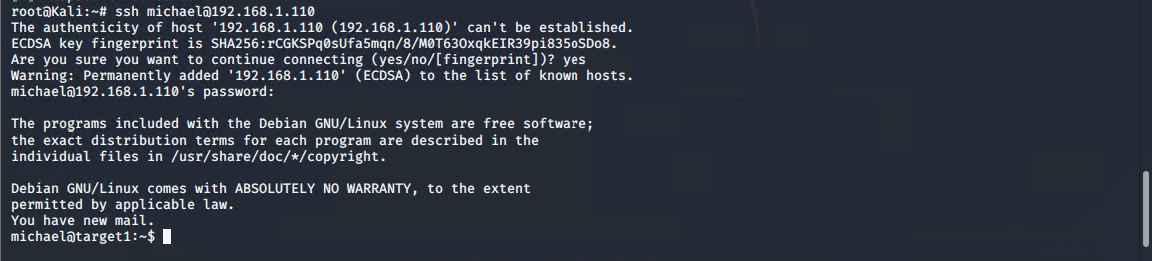 root@Kali:~# ssh michael@192.168.1.110
The authenticity of host '192.168.1.110 (192.168.1.110)' can't be established.
ECDSA key fingerprint is SHA256:rCGKSPq0sUfa5mqn/8/M0T63OxqkEIR39pi835oSDo8.
Are you sure you want to continue connecting (yes/no/[fingerprint])? yes
Warning: Permanently added '192.168.1.110' (ECDSA) to the list of known hosts.
michael@192.168.1.110's password:
The programs included with the Debian GNU/Linux system are free software;
the exact distribution terms for each program are described in the
individual files in /usr/share/doc/*/copyright.
Debian GNU/Linux comes with ABSOLUTELY NO WARRANTY, to the extent
permitted by applicable law.
You have new mail.
michael@target1:~$